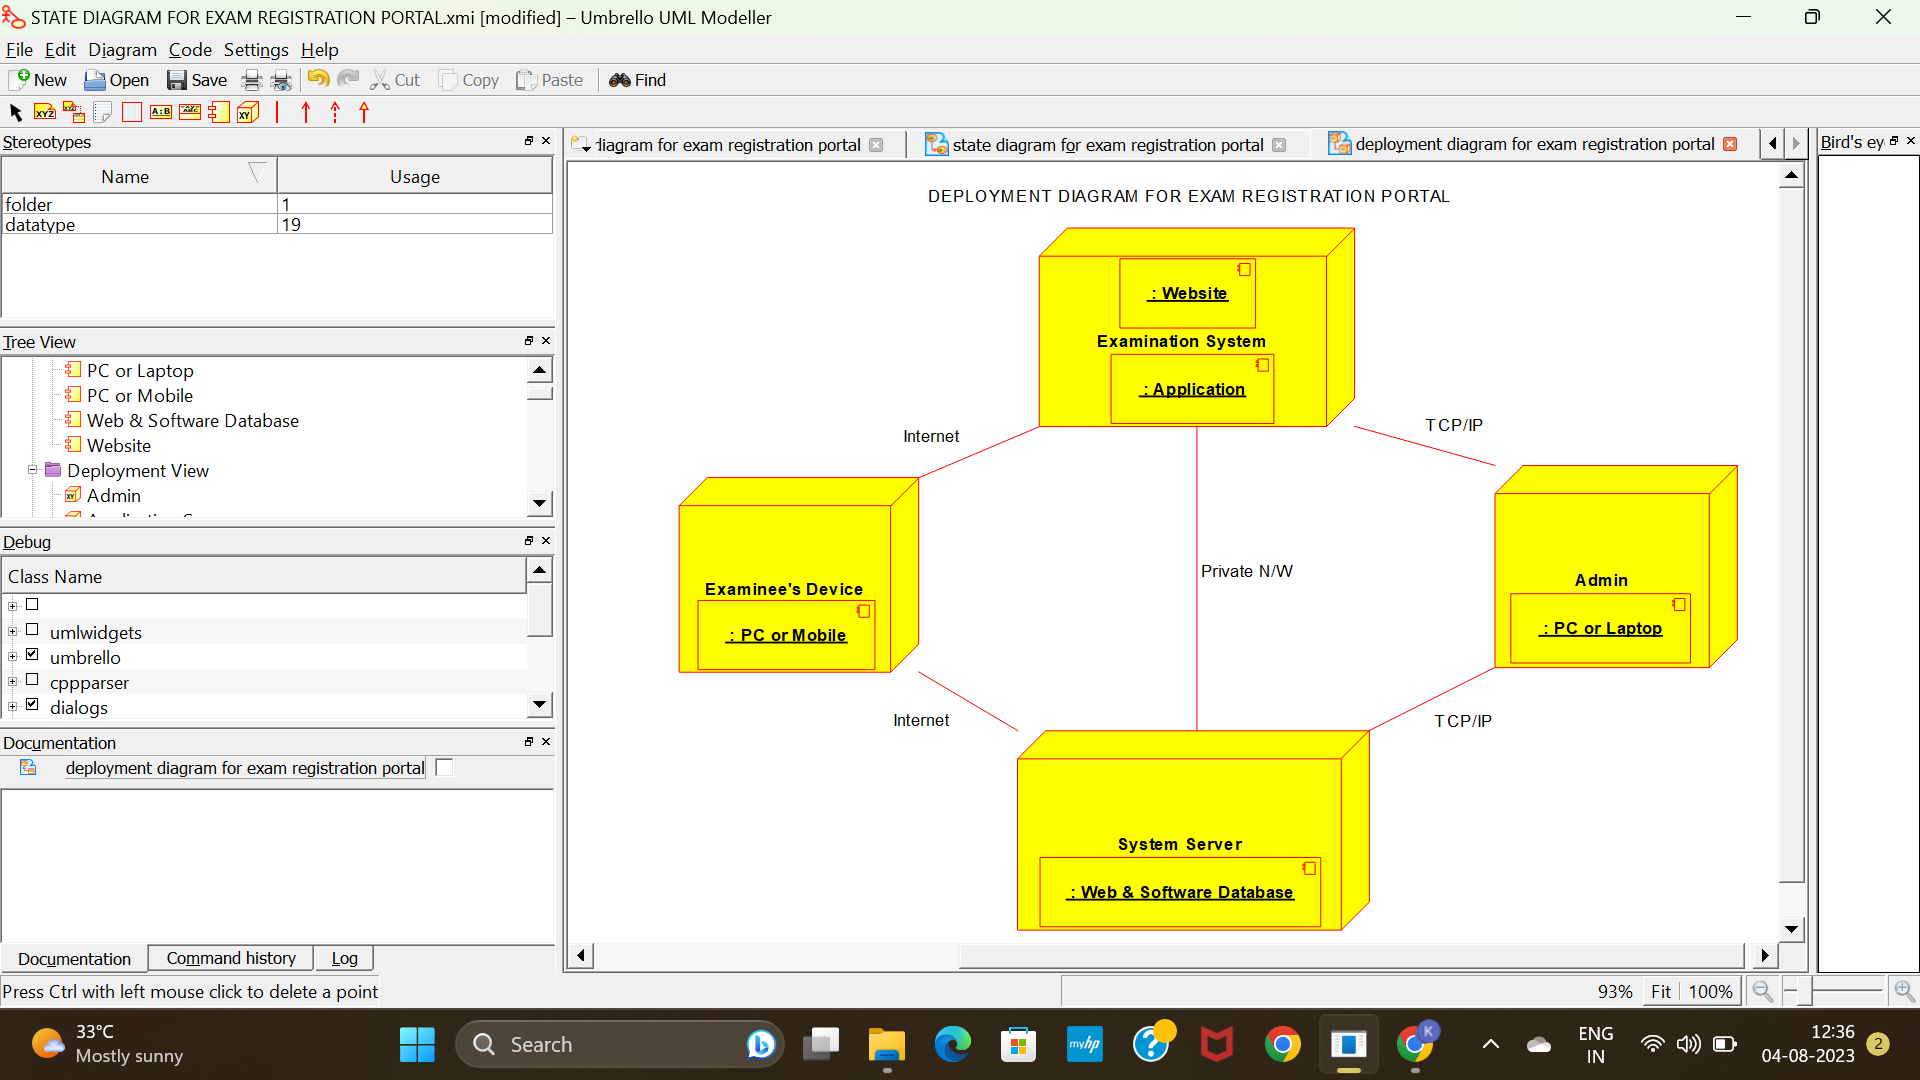 STATE DIAGRAM FOR EXAM REGISTRATION PORTAL.xmi [modified] – Umbrello UML Modeller
File Edit Diagram Code Settings Help
New Open Save Cut Copy Paste Find
XYZ XYZ A:B ABC XY
Stereotypes
Name Usage
folder 1
datatype 19
Tree View
PC or Laptop
PC or Mobile
Web & Software Database
Website
Deployment View
Admin
Debug
Class Name
umlwidgets
umbrello
cppparser
dialogs
Documentation
deployment diagram for exam registration portal
Documentation Command history Log
Press Ctrl with left mouse click to delete a point
diagram for exam registration portal
state diagram for exam registration portal
deployment diagram for exam registration portal
Bird's ey
DEPLOYMENT DIAGRAM FOR EXAM REGISTRATION PORTAL
: Website
Examination System
: Application
Internet
TCP/IP
Examinee's Device
: PC or Mobile
Private N/W
Admin
: PC or Laptop
Internet
TCP/IP
System Server
: Web & Software Database
93% Fit 100%
33°C
Mostly sunny
Search
myhp
K
ENG
IN
12:36
04-08-2023
2